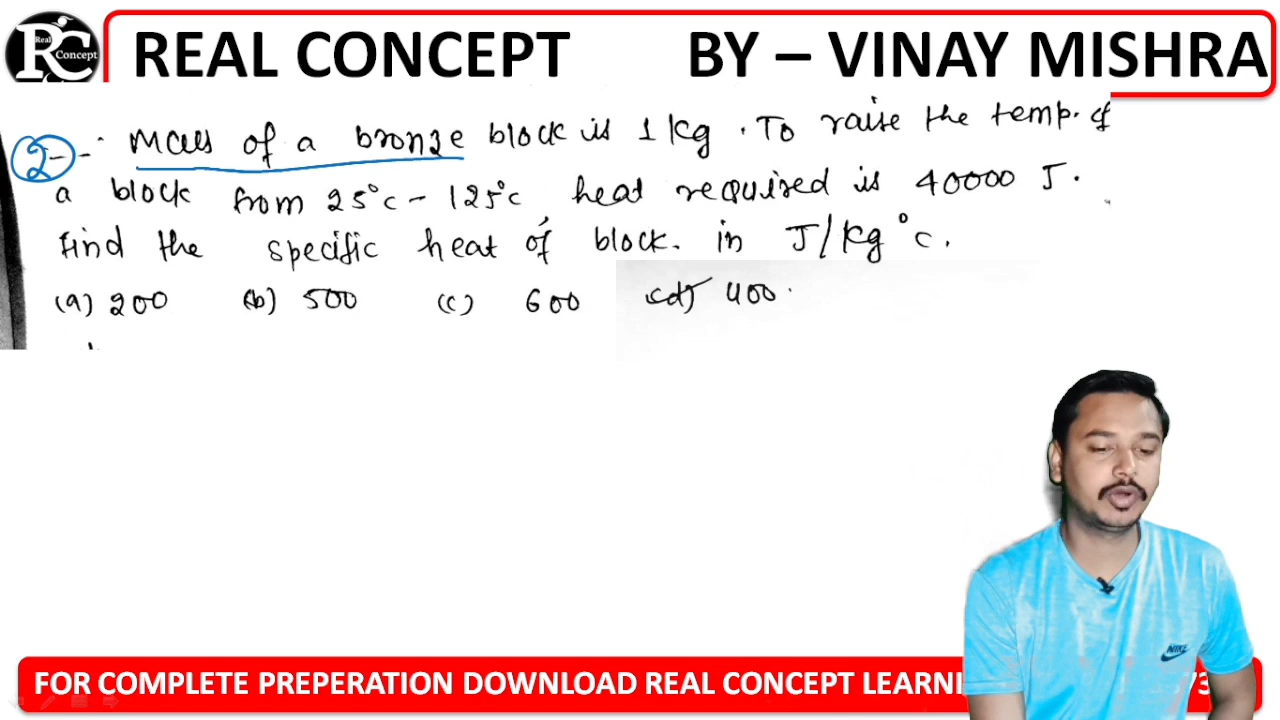 Real
Concept
REAL CONCEPT BY – VINAY MISHRA
2 Mass of a bronze block is 1 kg. To raise the temp. of
a block from 25°c - 125°c heat required is 40000 J.
Find the specific heat of block. in J/kg °c.
(a) 200 (b) 500 (c) 600 (d) 400.
FOR COMPLETE PREPERATION DOWNLOAD REAL CONCEPT LEARNI
NIKE